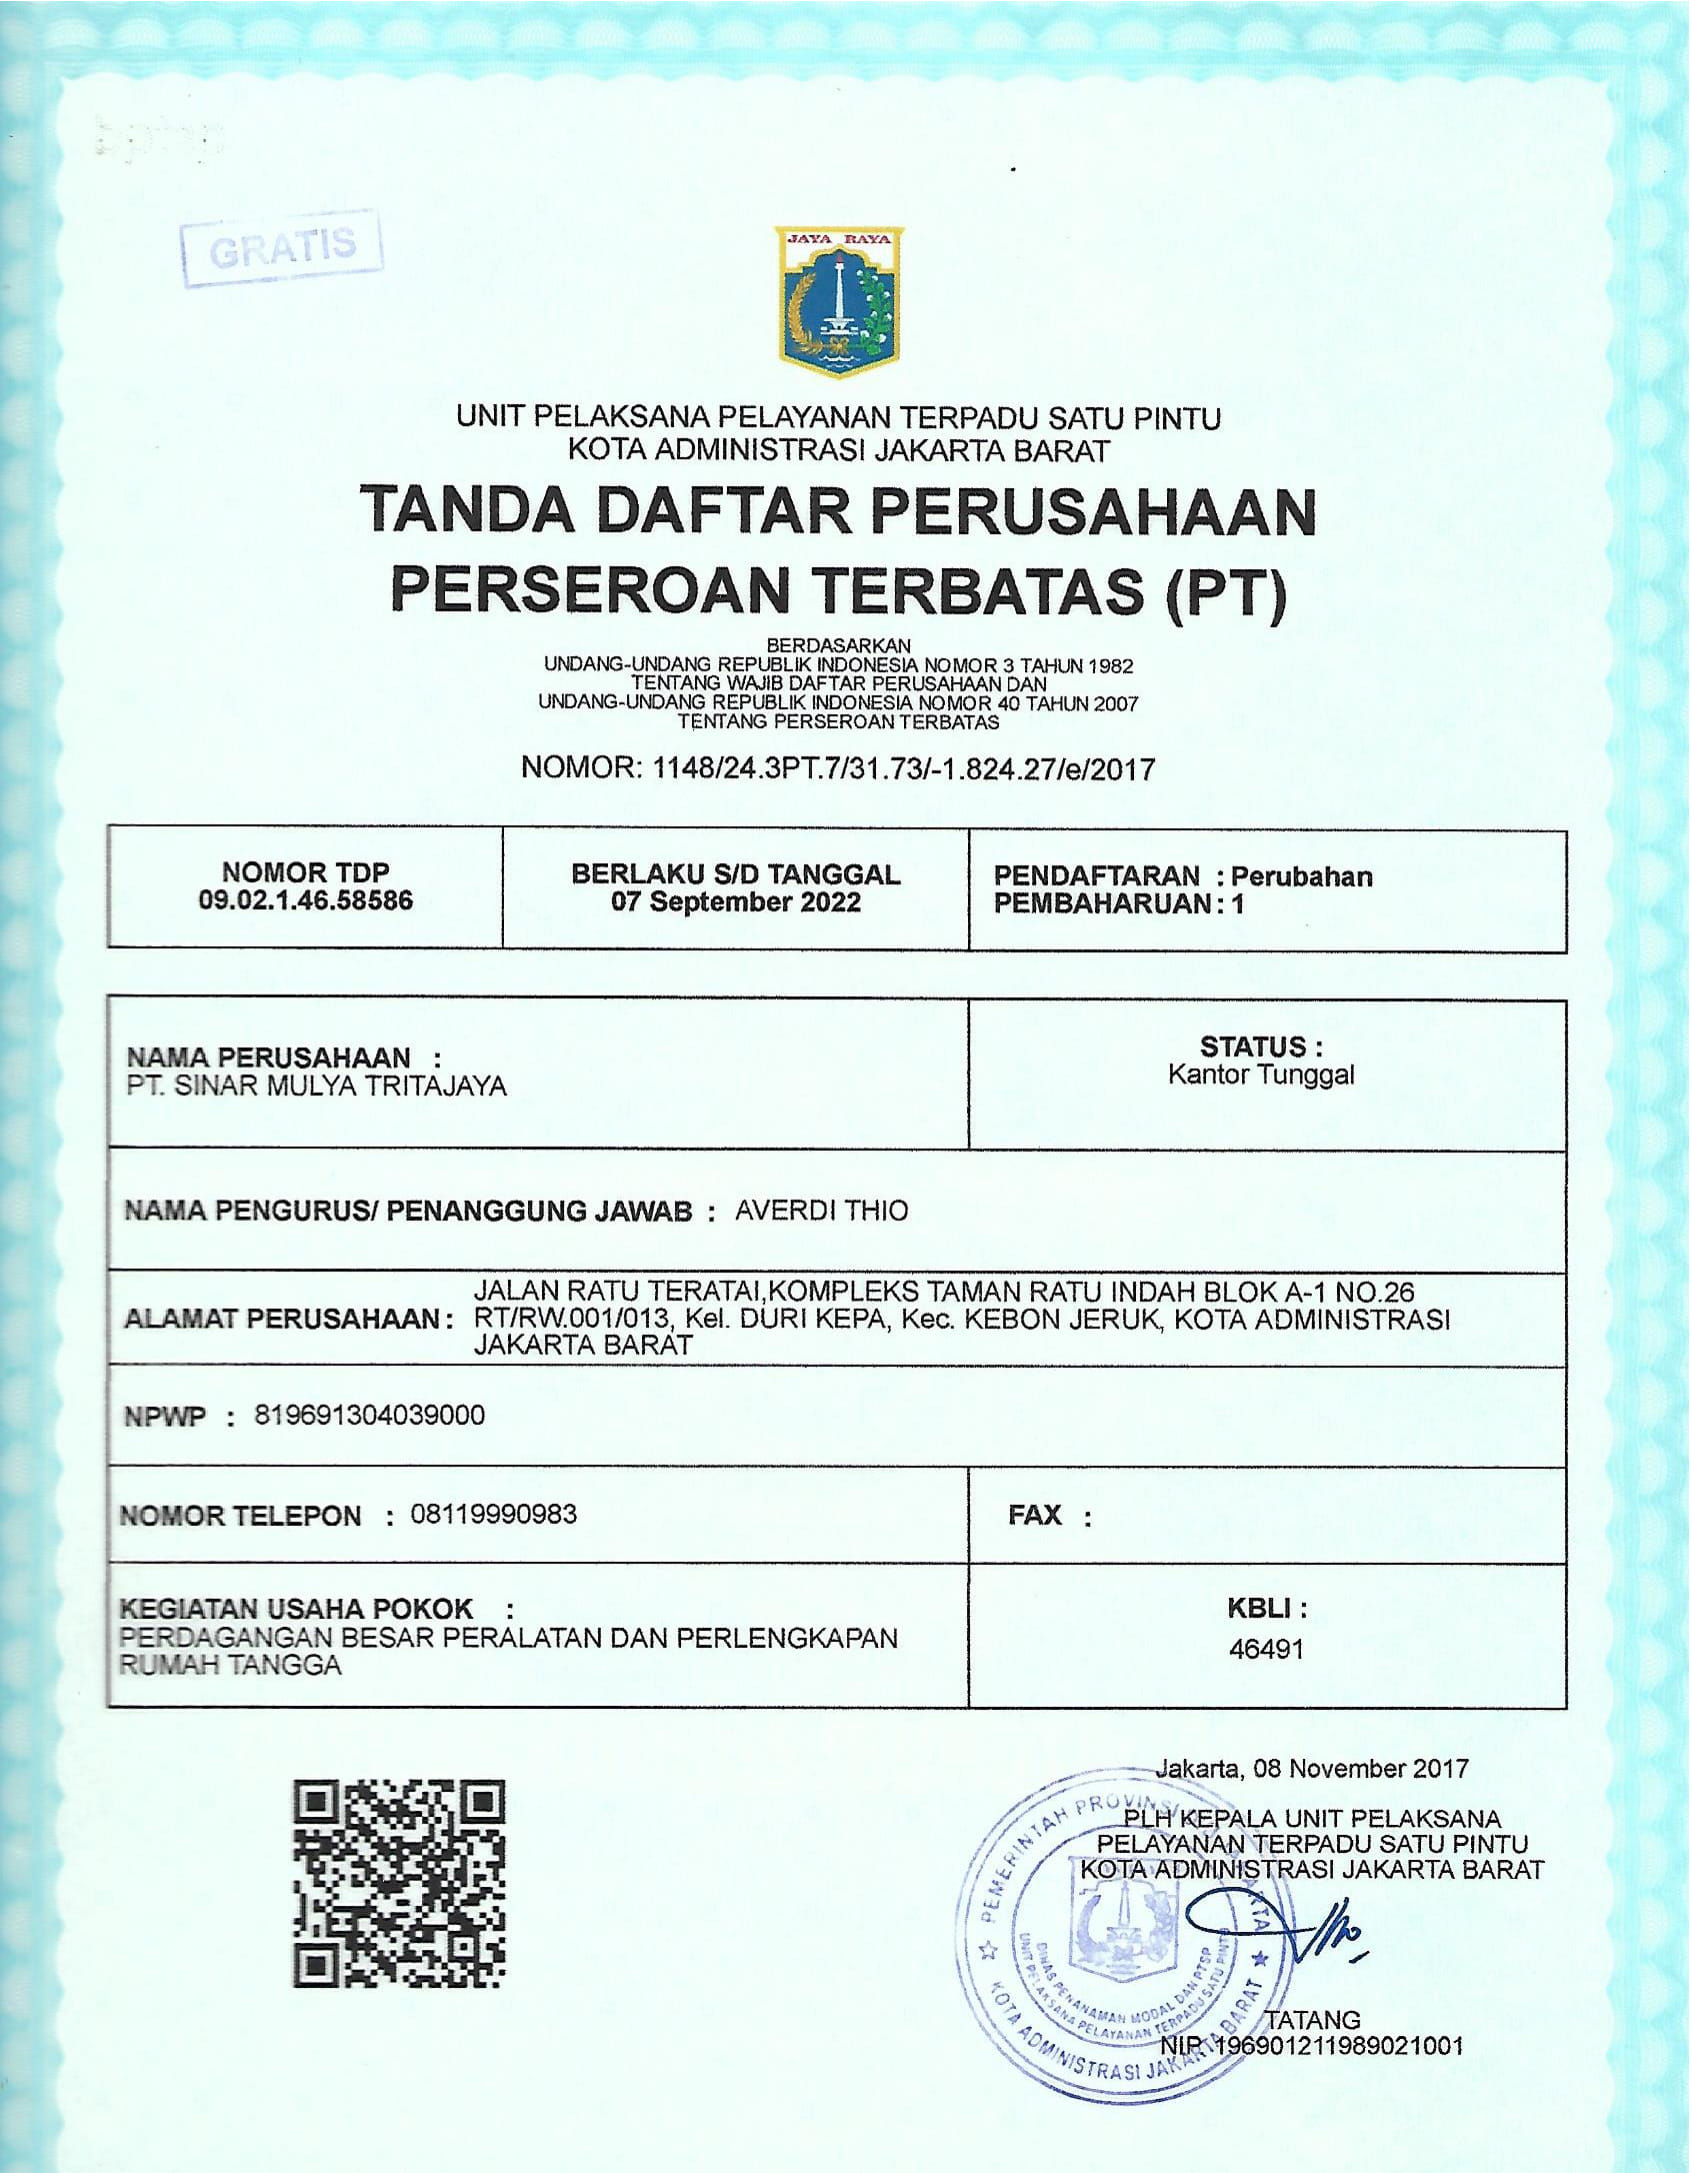 GRATIS
JAYA RAYA
UNIT PELAKSANA PELAYANAN TERPADU SATU PINTU
KOTA ADMINISTRASI JAKARTA BARAT
TANDA DAFTAR PERUSAHAAN
PERSEROAN TERBATAS (PT)
BERDASARKAN
UNDANG-UNDANG REPUBLIK INDONESIA NOMOR 3 TAHUN 1982
TENTANG WAJIB DAFTAR PERUSAHAAN DAN
UNDANG-UNDANG REPUBLIK INDONESIA NOMOR 40 TAHUN 2007
TENTANG PERSEROAN TERBATAS
NOMOR: 1148/24.3PT.7/31.73/-1.824.27/e/2017
NOMOR TDP
09.02.1.46.58586
BERLAKU S/D TANGGAL
07 September 2022
PENDAFTARAN : Perubahan
PEMBAHARUAN : 1
NAMA PERUSAHAAN :
PT. SINAR MULYA TRITAJAYA
STATUS :
Kantor Tunggal
NAMA PENGURUS/ PENANGGUNG JAWAB : AVERDI THIO
ALAMAT PERUSAHAAN : JALAN RATU TERATAI,KOMPLEKS TAMAN RATU INDAH BLOK A-1 NO.26
RT/RW.001/013, Kel. DURI KEPA, Kec. KEBON JERUK, KOTA ADMINISTRASI
JAKARTA BARAT
NPWP : 819691304039000
NOMOR TELEPON : 08119990983
FAX :
KEGIATAN USAHA POKOK :
PERDAGANGAN BESAR PERALATAN DAN PERLENGKAPAN
RUMAH TANGGA
KBLI :
46491
Jakarta, 08 November 2017
PLH KEPALA UNIT PELAKSANA
PELAYANAN TERPADU SATU PINTU
KOTA ADMINISTRASI JAKARTA BARAT
PEMERINTAH PROVINSI DKI JAKARTA
DINAS PENANAMAN MODAL DAN PTSP
UNIT PELAKSANA PELAYANAN TERPADU SATU PINTU
KOTA ADMINISTRASI JAKARTA BARAT
TATANG
NIP. 196901211989021001